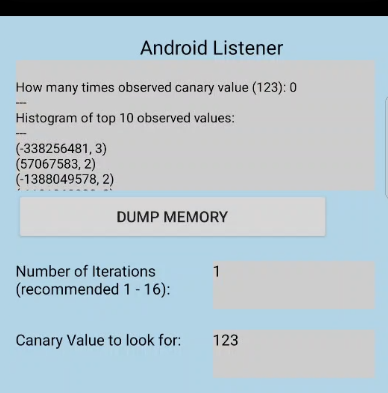 Android Listener
How many times observed canary value (123): 0
---
Histogram of top 10 observed values:
---
(-338256481, 3)
(57067583, 2)
(-1388049578, 2)
DUMP MEMORY
Number of Iterations 1
(recommended 1 - 16):
Canary Value to look for: 123